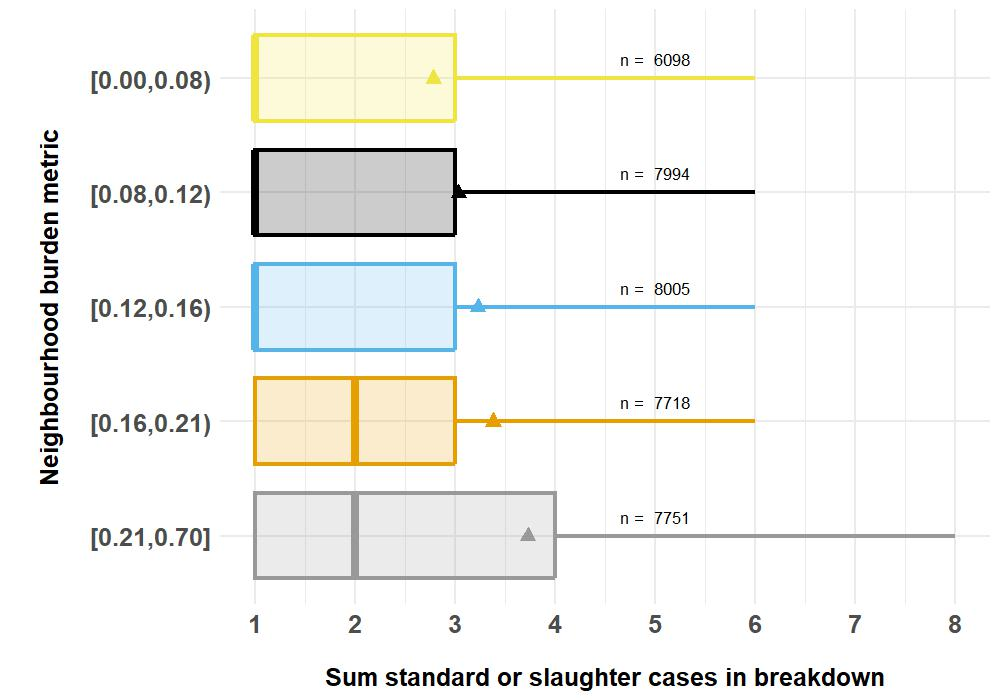 Neighbourhood burden metric
[0.00,0.08)
n = 6098
[0.08,0.12)
n = 7994
[0.12,0.16)
n = 8005
[0.16,0.21)
n = 7718
[0.21,0.70]
n = 7751
1 2 3 4 5 6 7 8
Sum standard or slaughter cases in breakdown